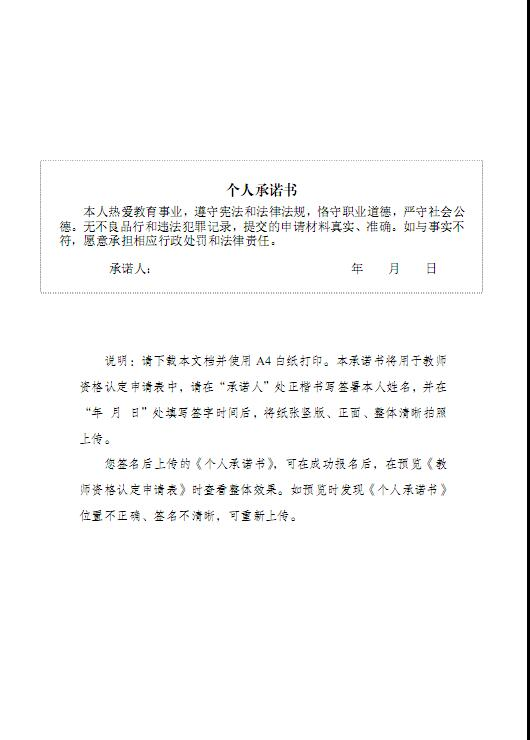 个人承诺书
本人热爱教育事业，遵守宪法和法律法规，恪守职业道德，严守社会公
德。无不良品行和违法犯罪记录，提交的申请材料真实、准确。如与事实不
符，愿意承担相应行政处罚和法律责任。
承诺人： 年 月 日
说明：请下载本文档并使用 A4 白纸打印。本承诺书将用于教师
资格认定申请表中，请在“承诺人”处正楷书写签署本人姓名，并在
“年 月 日”处填写签字时间后，将纸张竖版、正面、整体清晰拍照
上传。
您签名后上传的《个人承诺书》，可在成功报名后，在预览《教
师资格认定申请表》时查看整体效果。如预览时发现《个人承诺书》
位置不正确、签名不清晰，可重新上传。